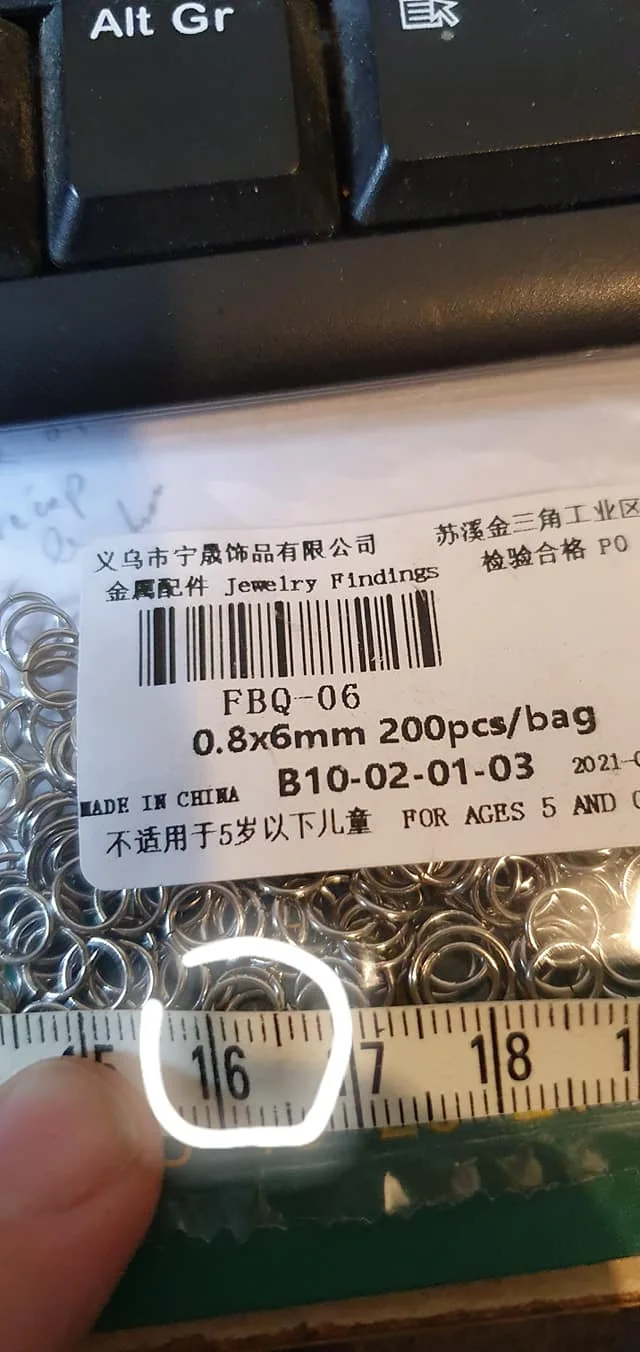 Alt Gr
义乌市宁晟饰品有限公司
苏溪金三角工业区
金属配件 Jewelry Findings
检验合格 PO
FBQ-06
0.8x6mm 200pcs/bag
B10-02-01-03
2021-
MADE IN CHINA
不适用于5岁以下儿童 FOR AGES 5 AND
15 16 17 18 1